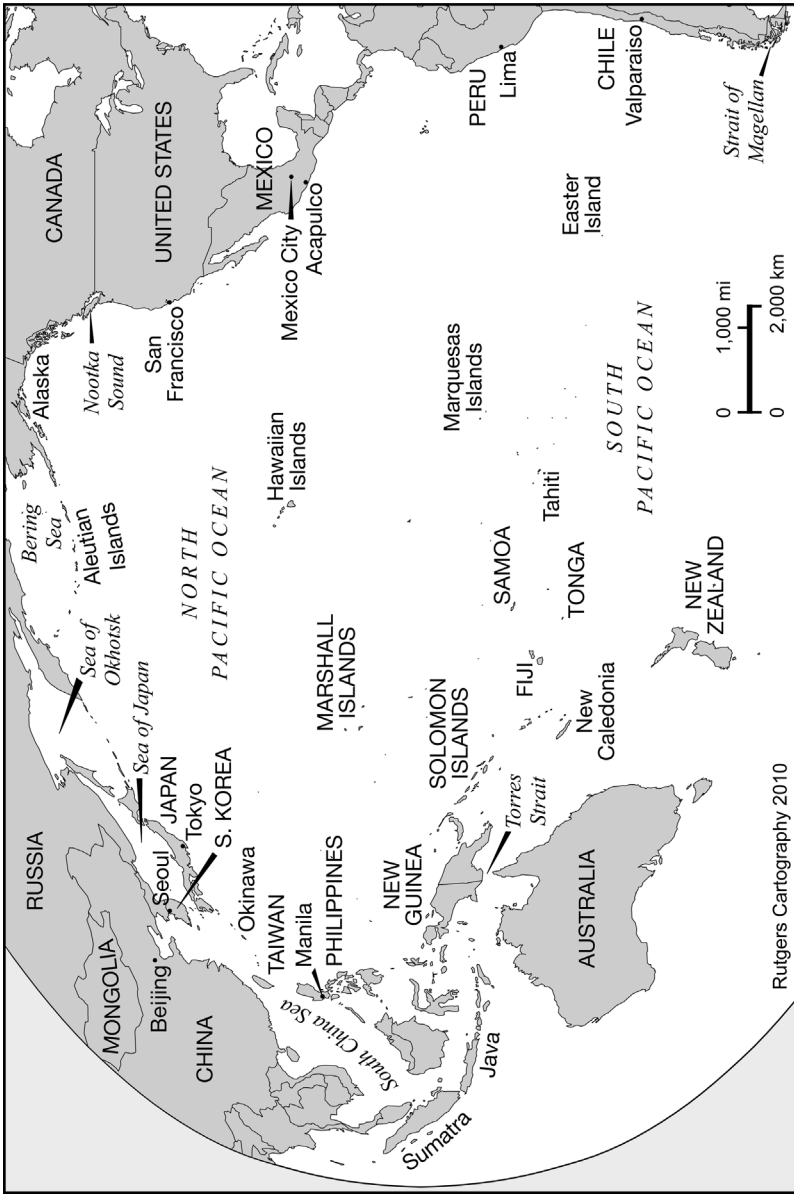 RUSSIA
Bering
Sea
Alaska
CANADA
Aleutian
Islands
Nootka
Sound
Sea of
Okhotsk
MONGOLIA
Sea of Japan
San
Francisco
UNITED STATES
Beijing
Seoul
JAPAN
Tokyo
S. KOREA
NORTH
PACIFIC OCEAN
CHINA
Okinawa
Hawaiian
Islands
MEXICO
Mexico City
Acapulco
TAIWAN
Manila
PHILIPPINES
South China Sea
MARSHALL
ISLANDS
NEW
GUINEA
SOLOMON
ISLANDS
Marquesas
Islands
PERU
Lima
Sumatra
Java
Torres
Strait
FIJI
SAMOA
Tahiti
TONGA
New
Caledonia
Easter
Island
CHILE
Valparaiso
AUSTRALIA
SOUTH
PACIFIC OCEAN
NEW
ZEALAND
Strait of
Magellan
0 1,000 mi
0 2,000 km
Rutgers Cartography 2010